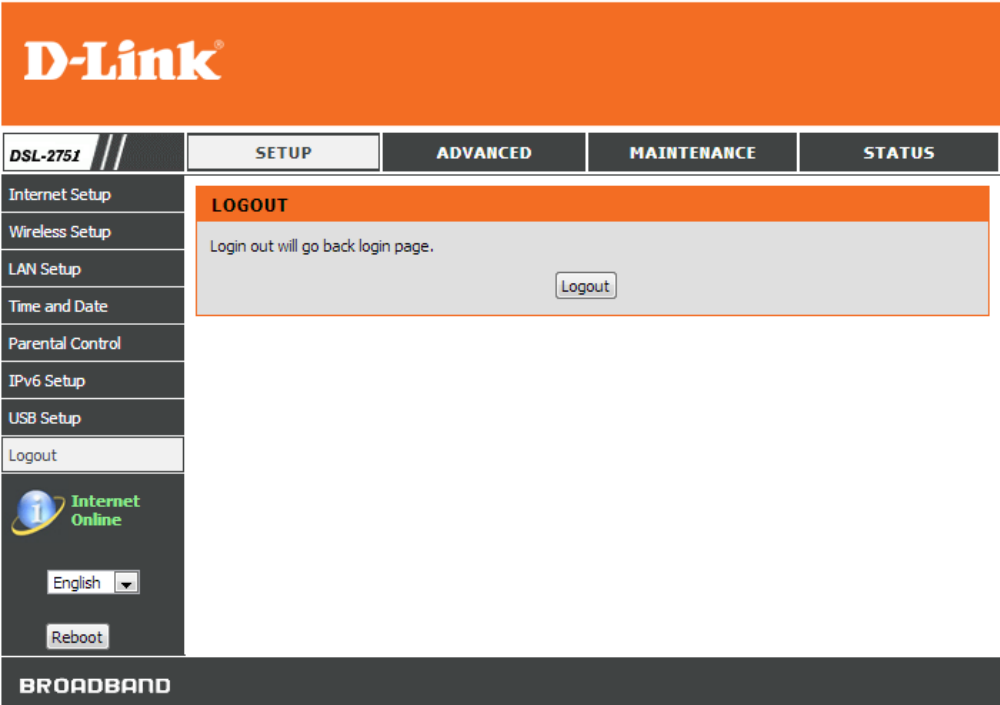 D-Link®
DSL-2751
SETUP
ADVANCED
MAINTENANCE
STATUS
Internet Setup
Wireless Setup
LAN Setup
Time and Date
Parental Control
IPv6 Setup
USB Setup
Logout
Internet
Online
English
Reboot
LOGOUT
Login out will go back login page.
Logout
BROADBAND